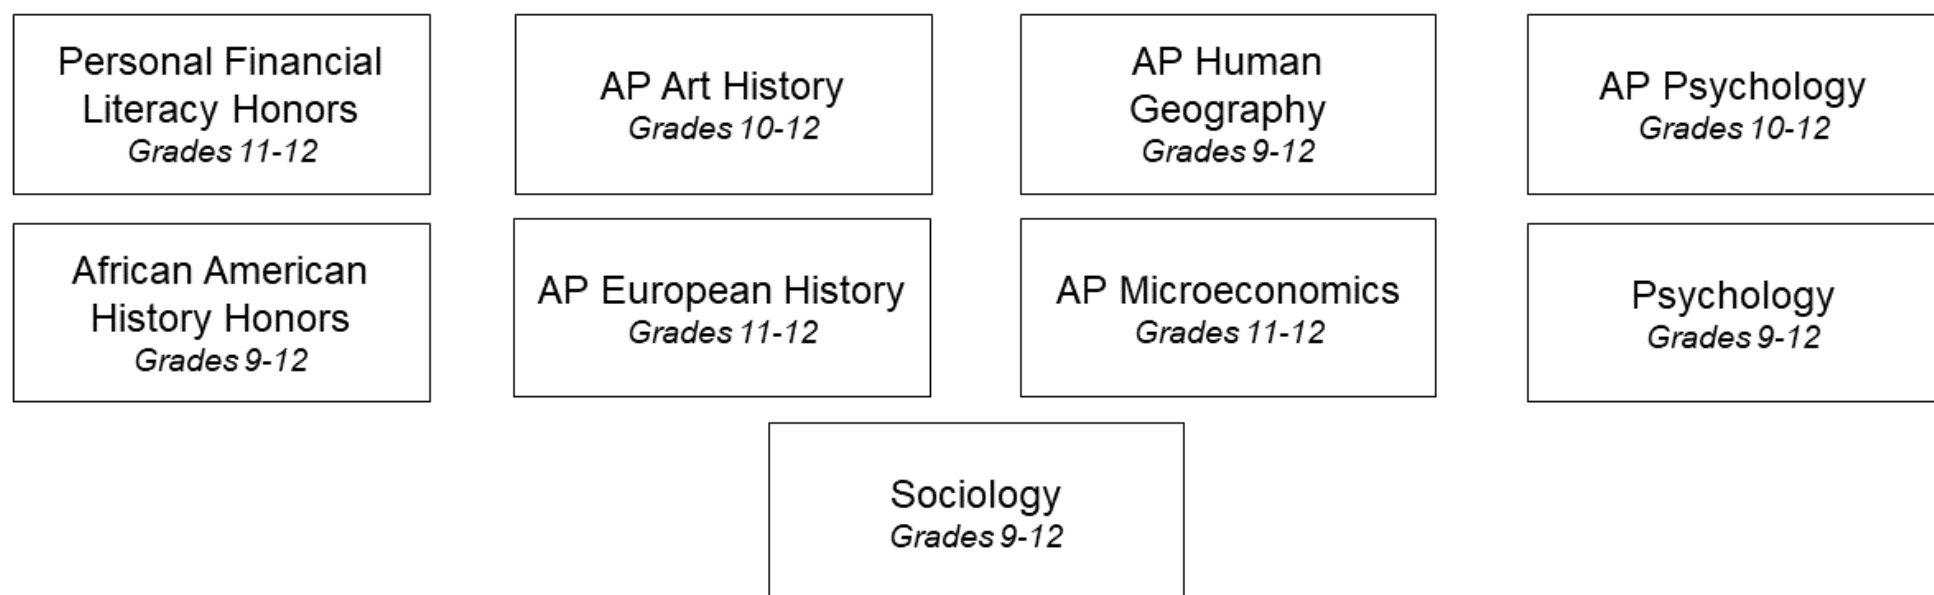 Personal Financial
Literacy Honors
Grades 11-12
AP Art History
Grades 10-12
AP Human
Geography
Grades 9-12
AP Psychology
Grades 10-12
African American
History Honors
Grades 9-12
AP European History
Grades 11-12
AP Microeconomics
Grades 11-12
Psychology
Grades 9-12
Sociology
Grades 9-12